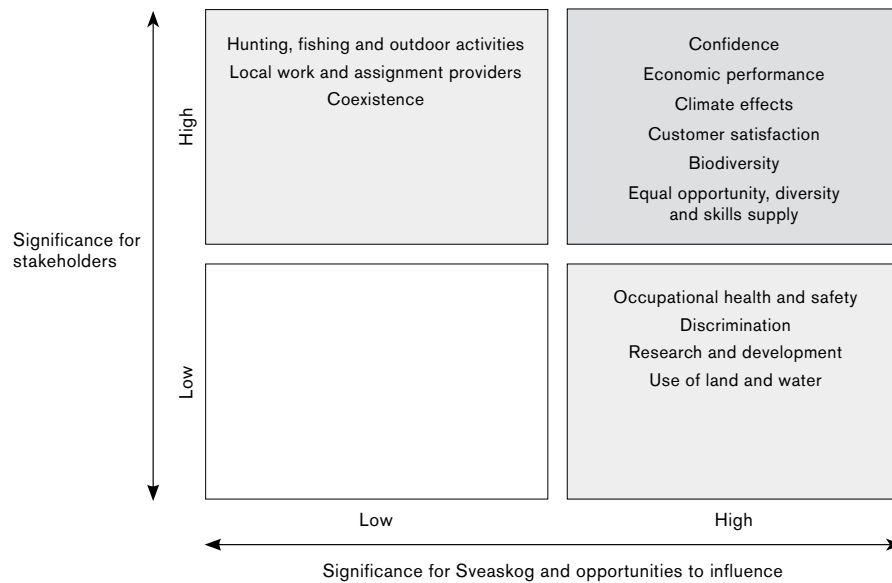 Hunting, fishing and outdoor activities
Local work and assignment providers
Coexistence
Confidence
Economic performance
Climate effects
Customer satisfaction
Biodiversity
Equal opportunity, diversity
and skills supply
High
Significance for
stakeholders
Occupational health and safety
Discrimination
Research and development
Use of land and water
Low
Low
High
Significance for Sveaskog and opportunities to influence